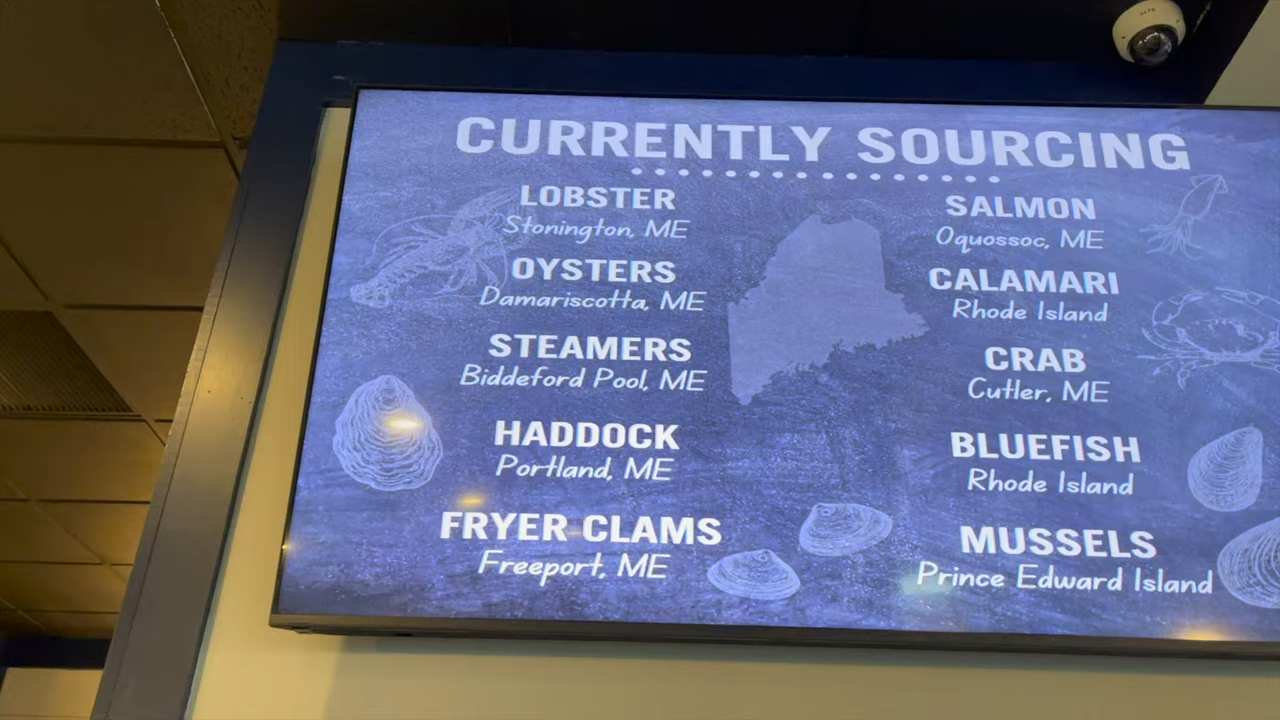 CURRENTLY SOURCING
LOBSTER
Stonington, ME
OYSTERS
Damariscotta, ME
STEAMERS
Biddeford Pool, ME
HADDOCK
Portland, ME
FRYER CLAMS
Freeport, ME
SALMON
Oquossoc, ME
CALAMARI
Rhode Island
CRAB
Cutler, ME
BLUEFISH
Rhode Island
MUSSELS
Prince Edward Island